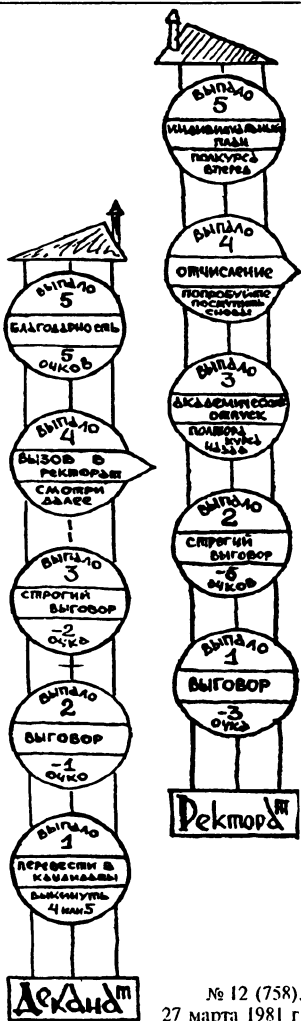 ВЫПАЛО
5
БЛАГОДАРНОСТЬ
5
ОЧКОВ
ВЫПАЛО
4
ВЫЗОВ В
РЕКТОРАТ
СМОТРИ
ДАЛЕЕ
ВЫПАЛО
3
СТРОГИЙ
ВЫГОВОР
-2
ОЧКА
ВЫПАЛО
2
ВЫГОВОР
-1
ОЧКО
ВЫПАЛО
1
ПЕРЕВЕСТИ В
КАНДИДАТЫ
ВЫКИНУТЬ
4 ИЛИ 5
Деканат
ВЫПАЛО
5
ИНДИВИДУАЛЬНЫЙ
ПЛАН
ПОЛКУРСА
ВПЕРЕД
ВЫПАЛО
4
ОТЧИСЛЕНИЕ
ПОПРОБУЙТЕ
ПОСТУПИТЬ
СНОВА!
ВЫПАЛО
3
АКАДЕМИЧЕСКИЙ
ОТПУСК
ПОЛТОРА
КУРСА
НАЗАД
ВЫПАЛО
2
СТРОГИЙ
ВЫГОВОР
ОЧКОВ
ВЫПАЛО
1
ВЫГОВОР
-3
ОЧКА
Ректорат
№ 12 (758),
27 марта 1981 г